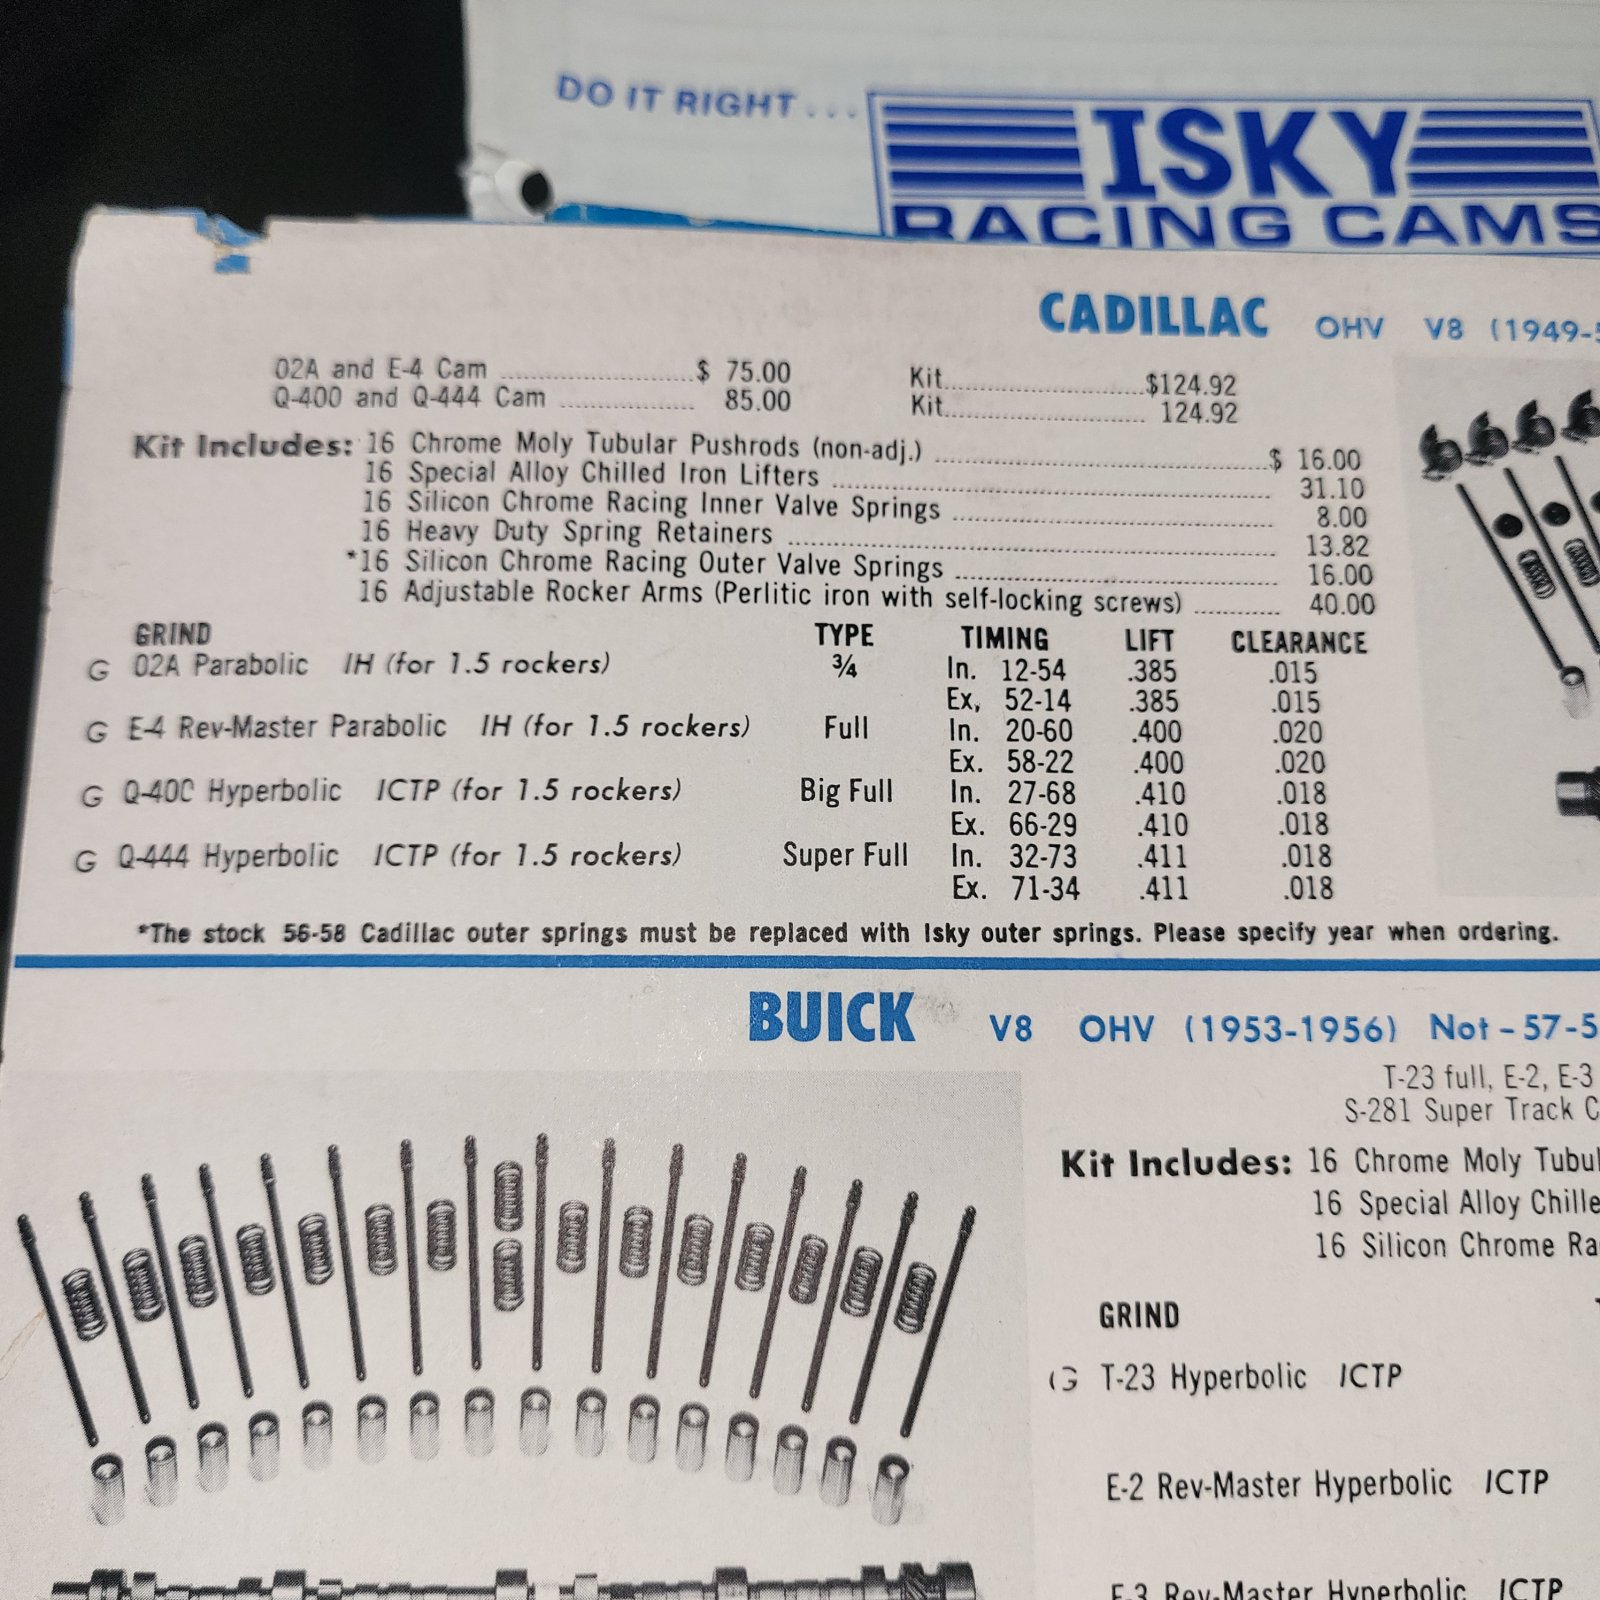 DO IT RIGHT...
ISKY
RACING CAMS
CADILLAC OHV V8 (1949-5
02A and E-4 Cam ........................ $ 75.00 Kit........................ $124.92
Q-400 and Q-444 Cam ................ 85.00 Kit........................ 124.92
Kit Includes: 16 Chrome Moly Tubular Pushrods (non-adj.) ........................ $ 16.00
16 Special Alloy Chilled Iron Lifters ........................ 31.10
16 Silicon Chrome Racing Inner Valve Springs ........................ 8.00
16 Heavy Duty Spring Retainers ........................ 13.82
*16 Silicon Chrome Racing Outer Valve Springs ........................ 16.00
16 Adjustable Rocker Arms (Perlitic iron with self-locking screws) ............ 40.00
GRIND TYPE TIMING LIFT CLEARANCE
G 02A Parabolic IH (for 1.5 rockers) ¾ In. 12-54 .385 .015
Ex, 52-14 .385 .015
G E-4 Rev-Master Parabolic IH (for 1.5 rockers) Full In. 20-60 .400 .020
Ex. 58-22 .400 .020
G Q-400 Hyperbolic ICTP (for 1.5 rockers) Big Full In. 27-68 .410 .018
Ex. 66-29 .410 .018
G Q-444 Hyperbolic ICTP (for 1.5 rockers) Super Full In. 32-73 .411 .018
Ex. 71-34 .411 .018
*The stock 56-58 Cadillac outer springs must be replaced with Isky outer springs. Please specify year when ordering.
BUICK V8 OHV (1953-1956) Not - 57-5
T-23 full, E-2, E-3
S-281 Super Track C
Kit Includes: 16 Chrome Moly Tubul
16 Special Alloy Chille
16 Silicon Chrome Ra
GRIND
G T-23 Hyperbolic ICTP
E-2 Rev-Master Hyperbolic ICTP
E-3 Rev-Master Hyperbolic ICTP